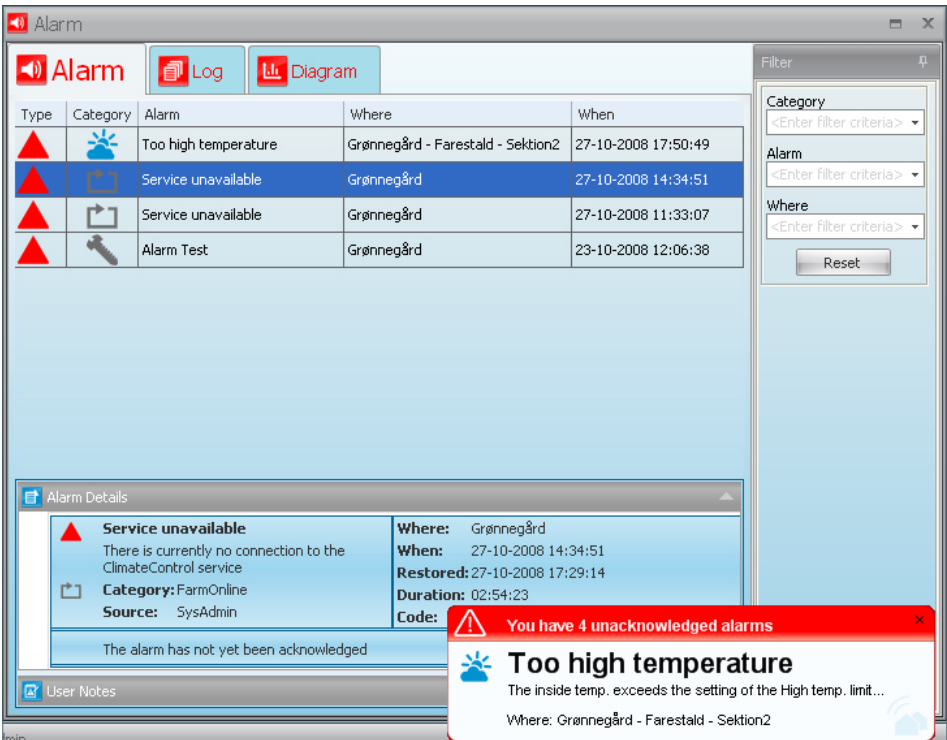 Alarm
Alarm
Log
Diagram
Filter
Type Category Alarm Where When
Too high temperature Grønnegård - Farestald - Sektion2 27-10-2008 17:50:49
Service unavailable Grønnegård 27-10-2008 14:34:51
Service unavailable Grønnegård 27-10-2008 11:33:07
Alarm Test Grønnegård 23-10-2008 12:06:38
Category
<Enter filter criteria>
Alarm
<Enter filter criteria>
Where
<Enter filter criteria>
Reset
Alarm Details
Service unavailable
There is currently no connection to the
ClimateControl service
Category: FarmOnline
Source: SysAdmin
Where: Grønnegård
When: 27-10-2008 14:34:51
Restored: 27-10-2008 17:29:14
Duration: 02:54:23
Code:
The alarm has not yet been acknowledged
User Notes
You have 4 unacknowledged alarms
Too high temperature
The inside temp. exceeds the setting of the High temp. limit...
Where: Grønnegård - Farestald - Sektion2